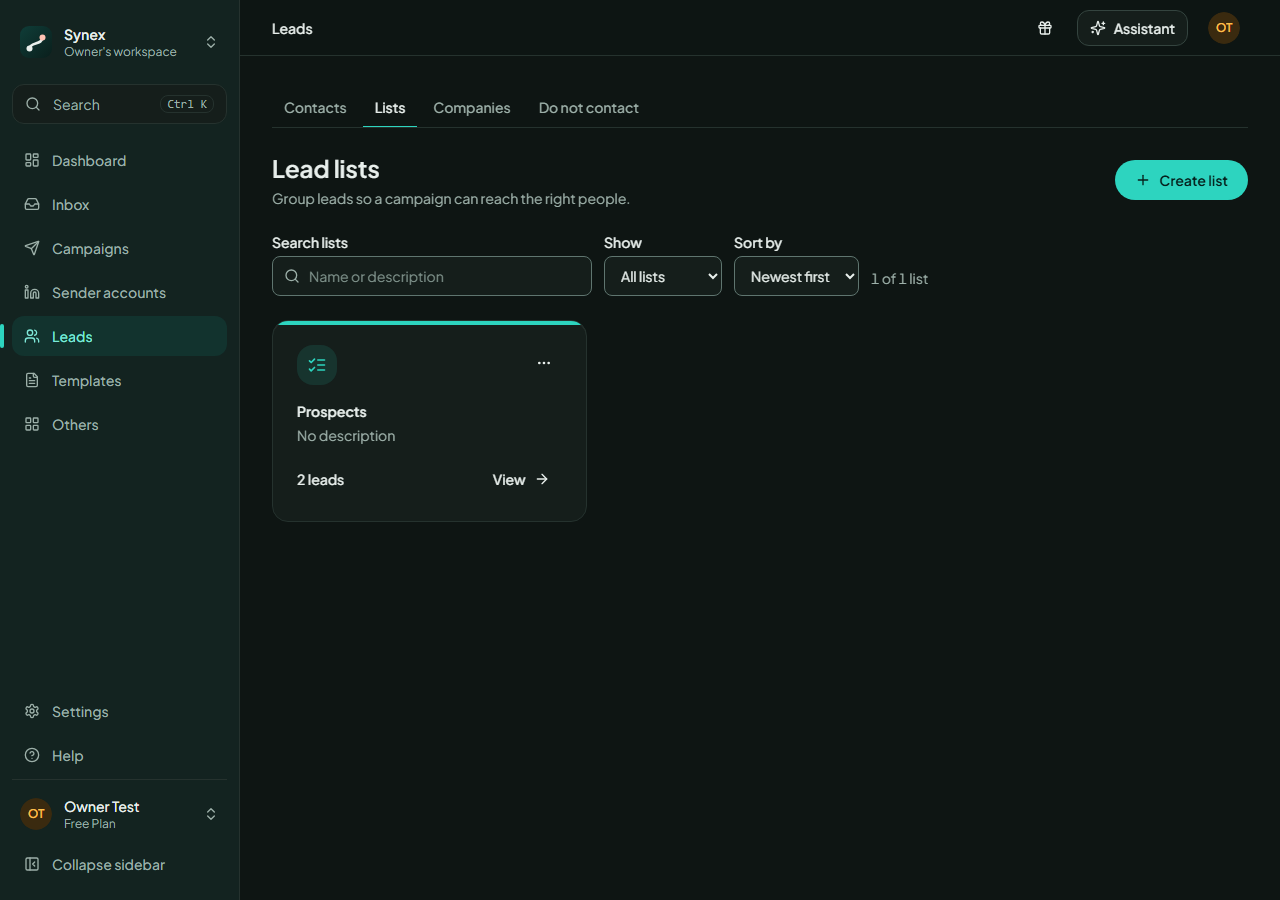 Synex
Owner's workspace
Search
Ctrl K
Dashboard
Inbox
Campaigns
Sender accounts
Leads
Templates
Others
Settings
Help
OT
Owner Test
Free Plan
Collapse sidebar
Leads
Assistant
OT
Contacts
Lists
Companies
Do not contact
Lead lists
Group leads so a campaign can reach the right people.
Create list
Search lists
Show
Sort by
Name or description
All lists
Newest first
1 of 1 list
Prospects
No description
2 leads
View